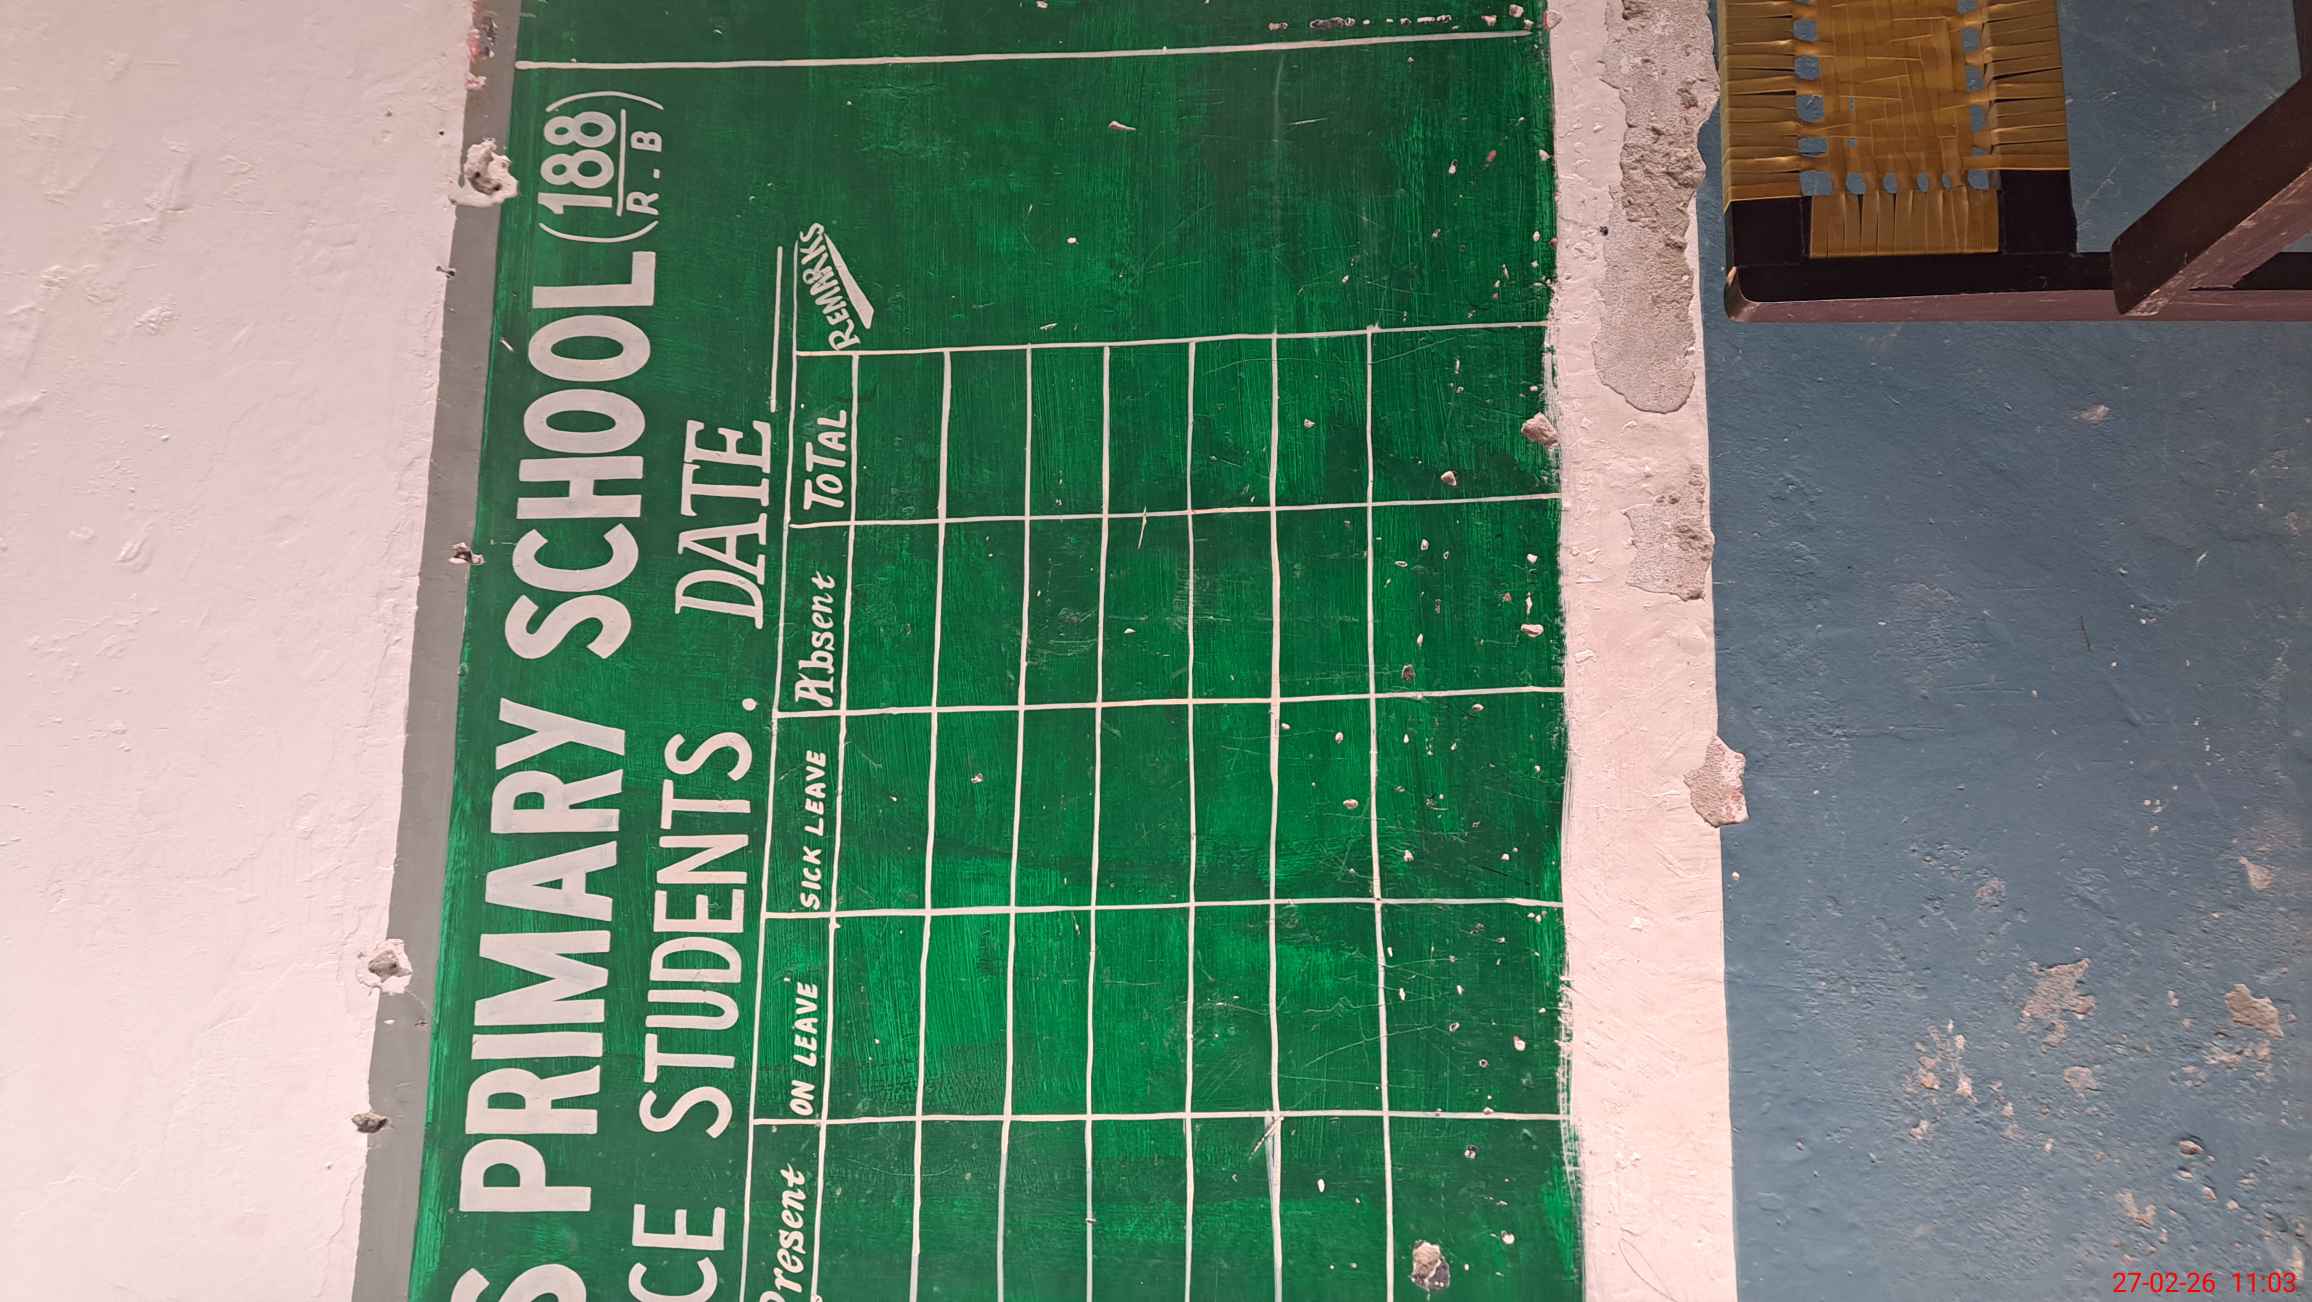 S PRIMARY SCHOOL (188
R-B)
CE STUDENTS. DATE
Present ON LEAVE SICK LEAVE Absent ToTAL REMARKS
27-02-26 11:03